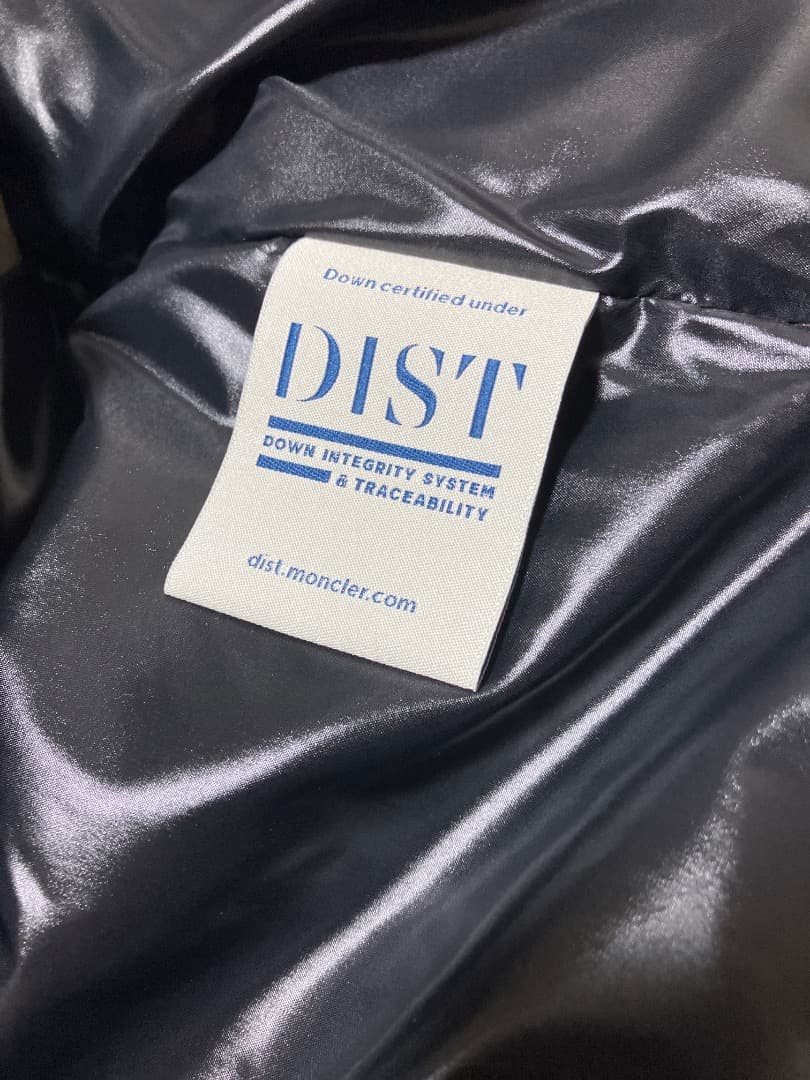 Down certified under
DIST
DOWN INTEGRITY SYSTEM
& TRACEABILITY
dist.moncler.com